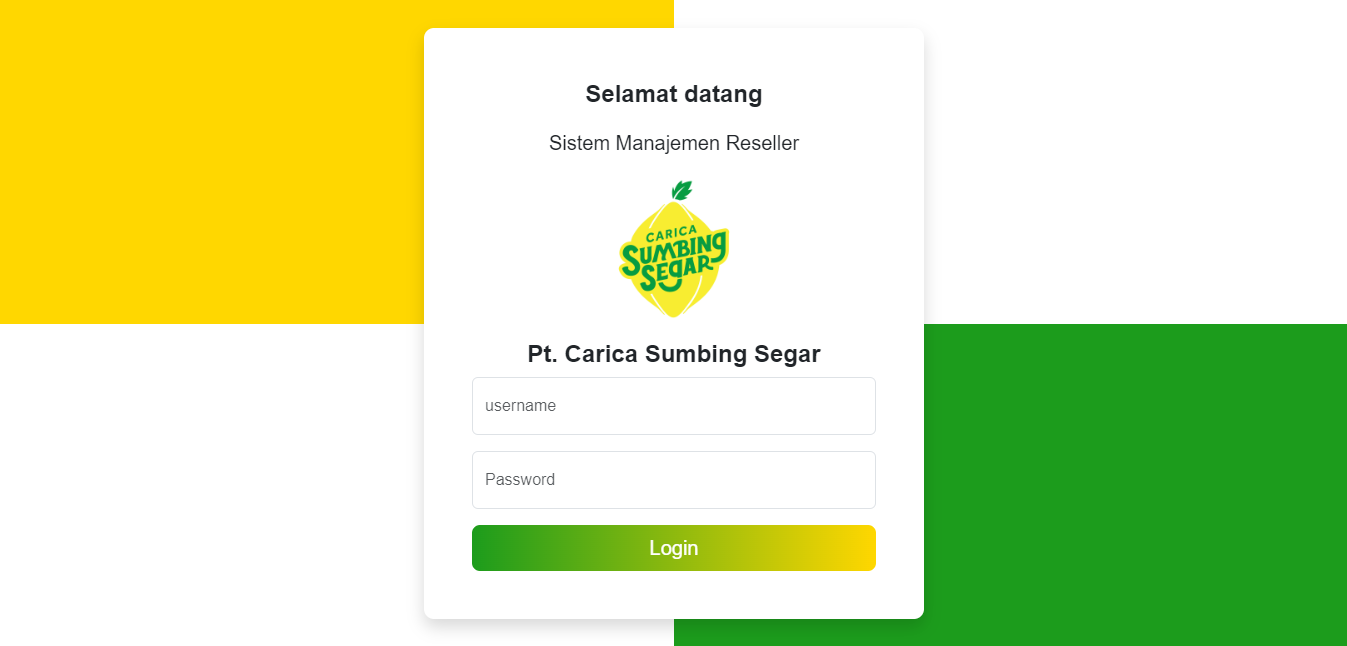 Selamat datang
Sistem Manajemen Reseller
CARICA
SUMBING
SEGAR
Pt. Carica Sumbing Segar
username
Password
Login